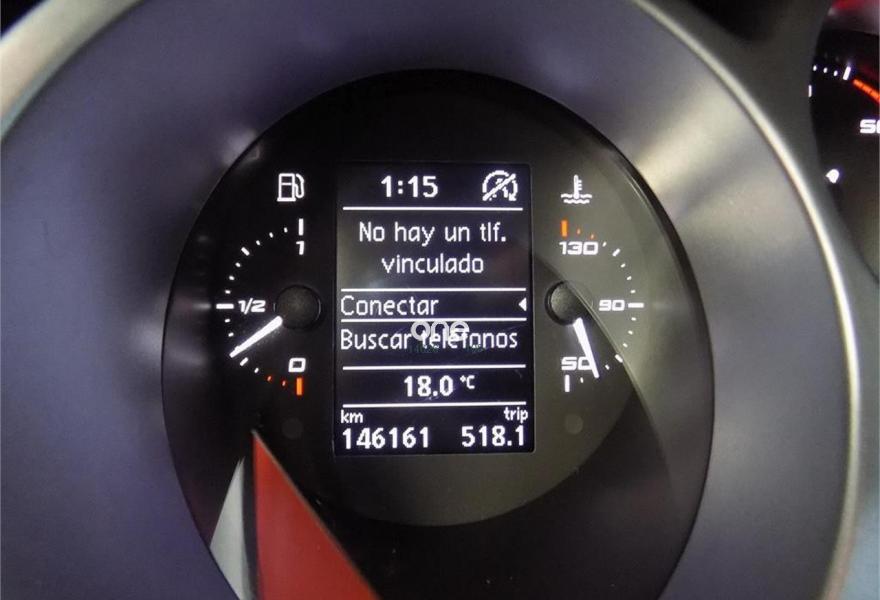 1:15
No hay un tlf.
vinculado
Conectar
Buscar teléfonos
18.0 °C
km trip
146161 518.1
1
1/2
0
130
90
50
one